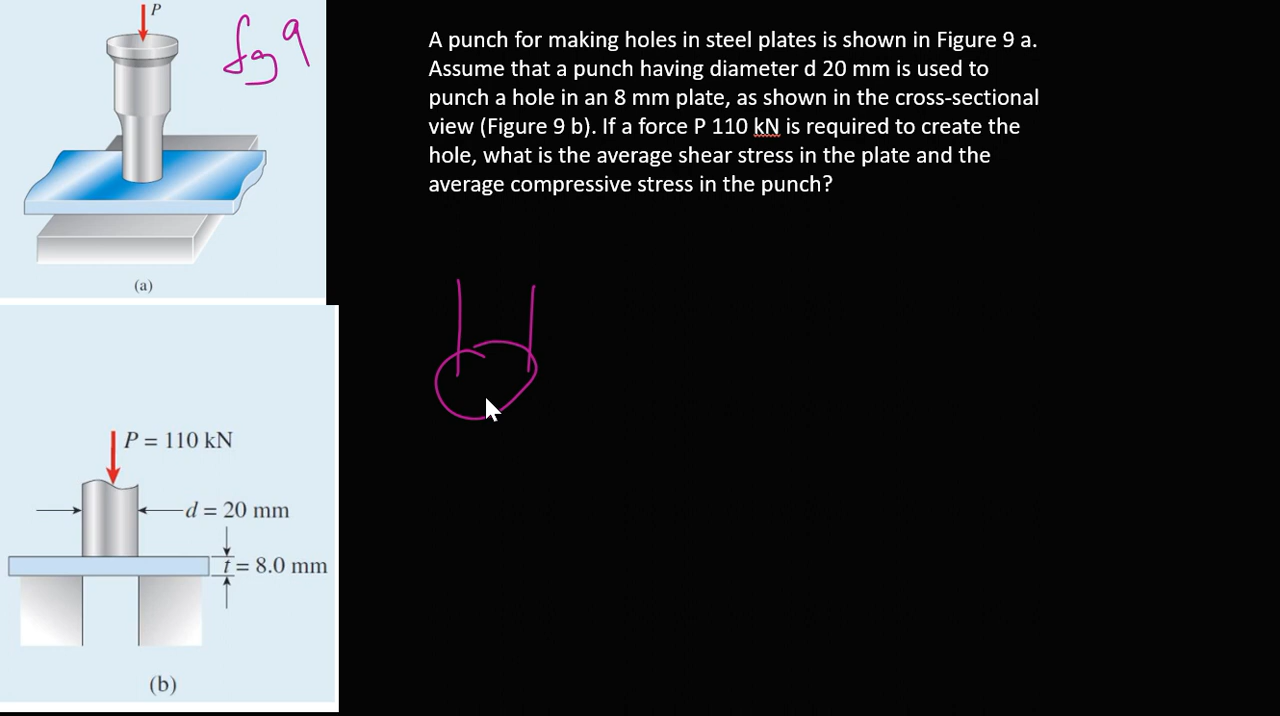 P
fig 9
(a)
A punch for making holes in steel plates is shown in Figure 9 a.
Assume that a punch having diameter d 20 mm is used to
punch a hole in an 8 mm plate, as shown in the cross-sectional
view (Figure 9 b). If a force P 110 kN is required to create the
hole, what is the average shear stress in the plate and the
average compressive stress in the punch?
P = 110 kN
d = 20 mm
t = 8.0 mm
(b)